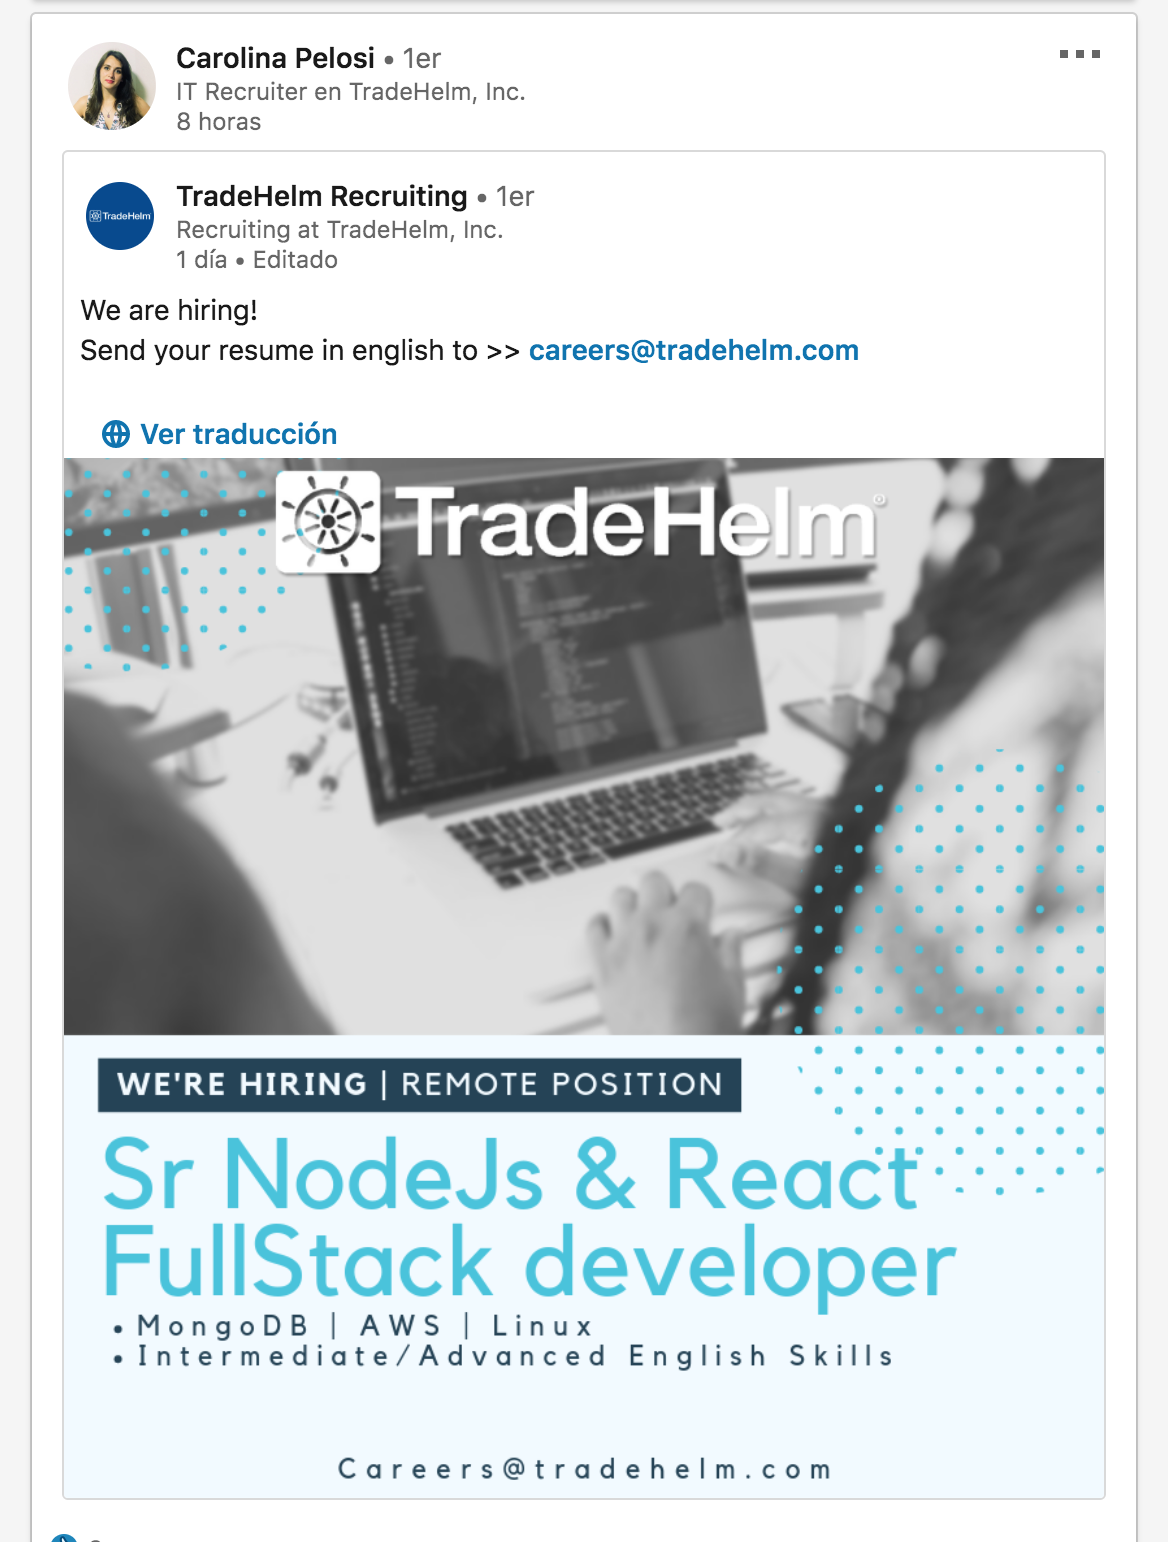 Carolina Pelosi • 1er
IT Recruiter en TradeHelm, Inc.
8 horas
TradeHelm
TradeHelm Recruiting • 1er
Recruiting at TradeHelm, Inc.
1 día • Editado
We are hiring!
Send your resume in english to >> careers@tradehelm.com
Ver traducción
TradeHelm®
WE'RE HIRING | REMOTE POSITION
Sr NodeJs & React
FullStack developer
• MongoDB | AWS | Linux
• Intermediate/Advanced English Skills
Careers@tradehelm.com